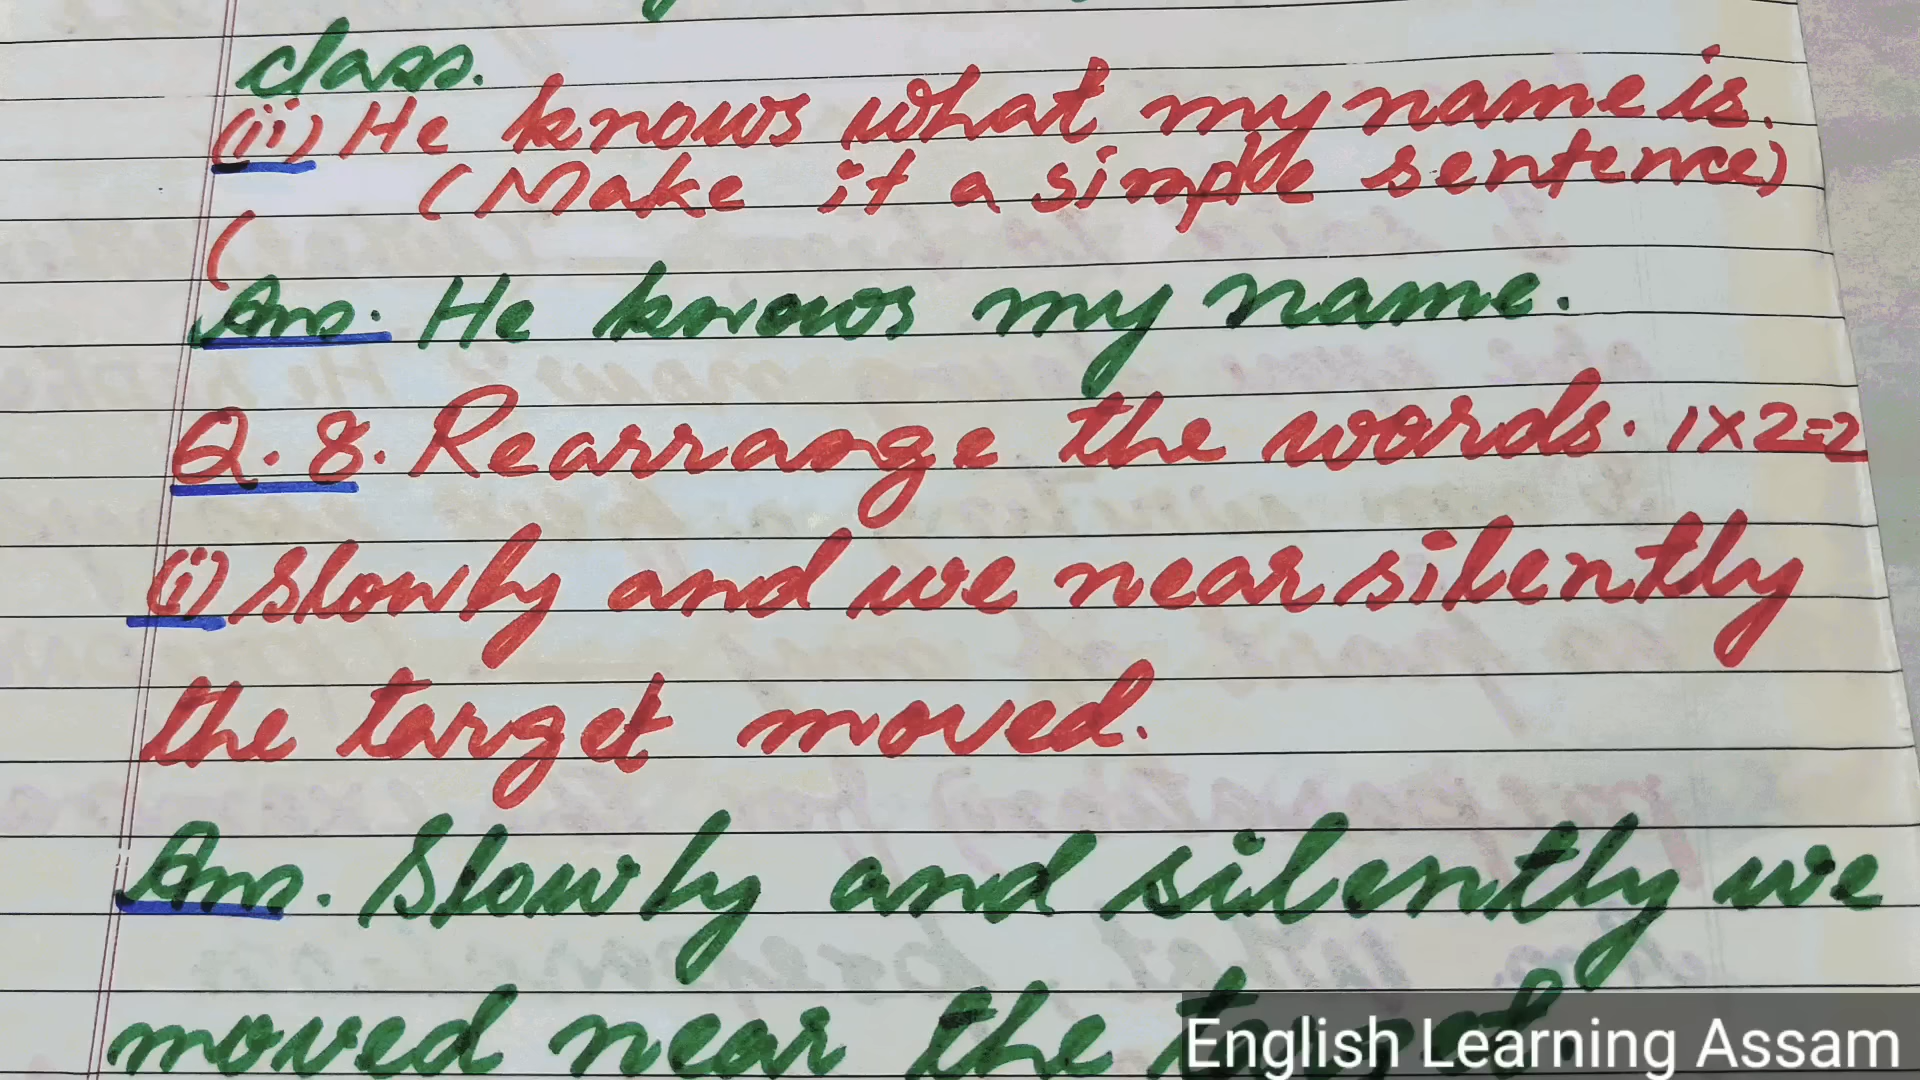 class.
(ii) He knows what my name is.
(Make it a simple sentence)
(
Ans. He knows my name.
Q. 8. Rearrange the words. 1x2=2
(i) Slowly and we near silently
the target moved.
Ans. Slowly and silently we
moved near the
English Learning Assam